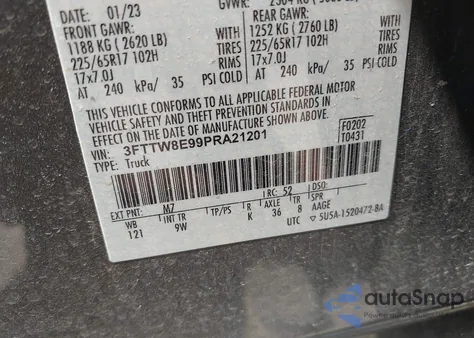 DATE: 01/23
FRONT GAWR:
1188 KG (2620 LB)
225/65R17 102H
17x7.0J
AT 240 kPa/ 35 PSI COLD
WITH
TIRES
RIMS
GVWR:
REAR GAWR:
1252 KG (2760 LB)
225/65R17 102H
17x7.0J
AT 240 kPa/ 35 PSI COLD
WITH
TIRES
RIMS
THIS VEHICLE CONFORMS TO ALL APPLICABLE FEDERAL MOTOR
VEHICLE SAFETY AND THEFT PREVENTION STANDARDS IN
EFFECT ON THE DATE OF MANUFACTURE SHOWN ABOVE.
VIN: 3FTTW8E99PRA21201
TYPE: Truck
F0202
T0431
EXT PNT: M7 RC: 52 DSO:
WB INT TR TP/PS R AXLE TR SPR
121 9W K 36 8 AAGE
UTC ▽ SU5A-1520472-BA
autoSnap